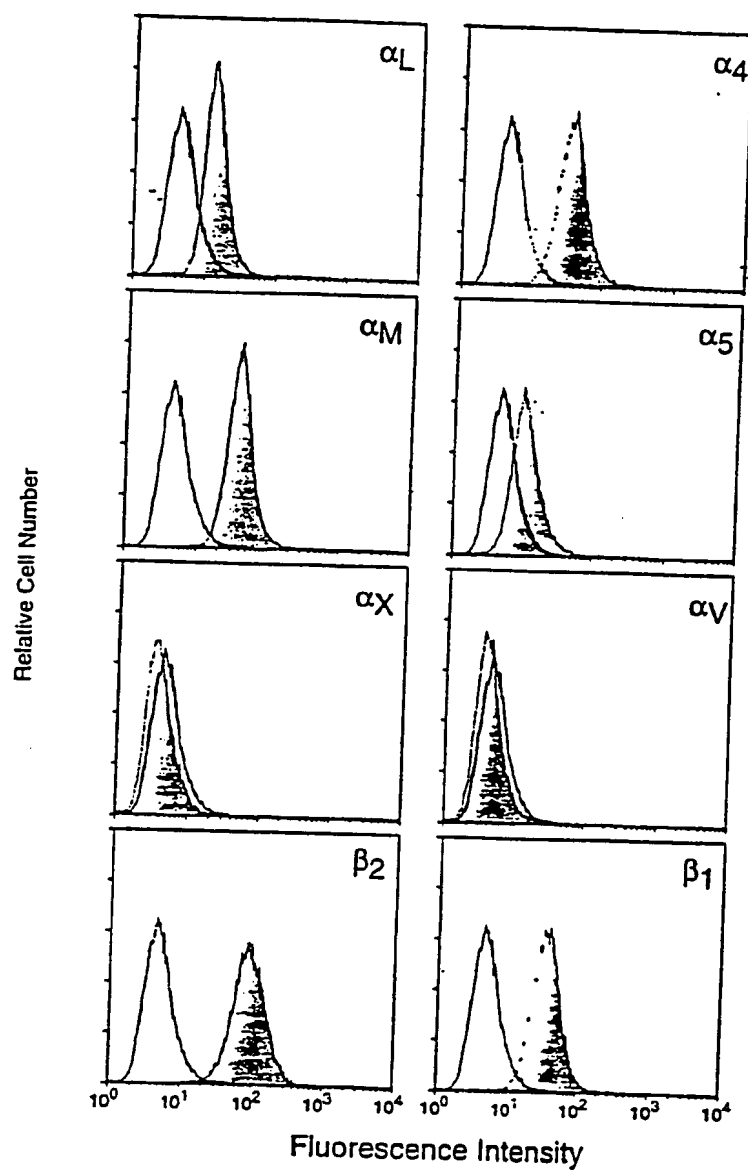 αL
α4
αM
α5
αX
αV
β2
β1
Relative Cell Number
10⁰ 10¹ 10² 10³ 10⁴
10⁰ 10¹ 10² 10³ 10⁴
Fluorescence Intensity